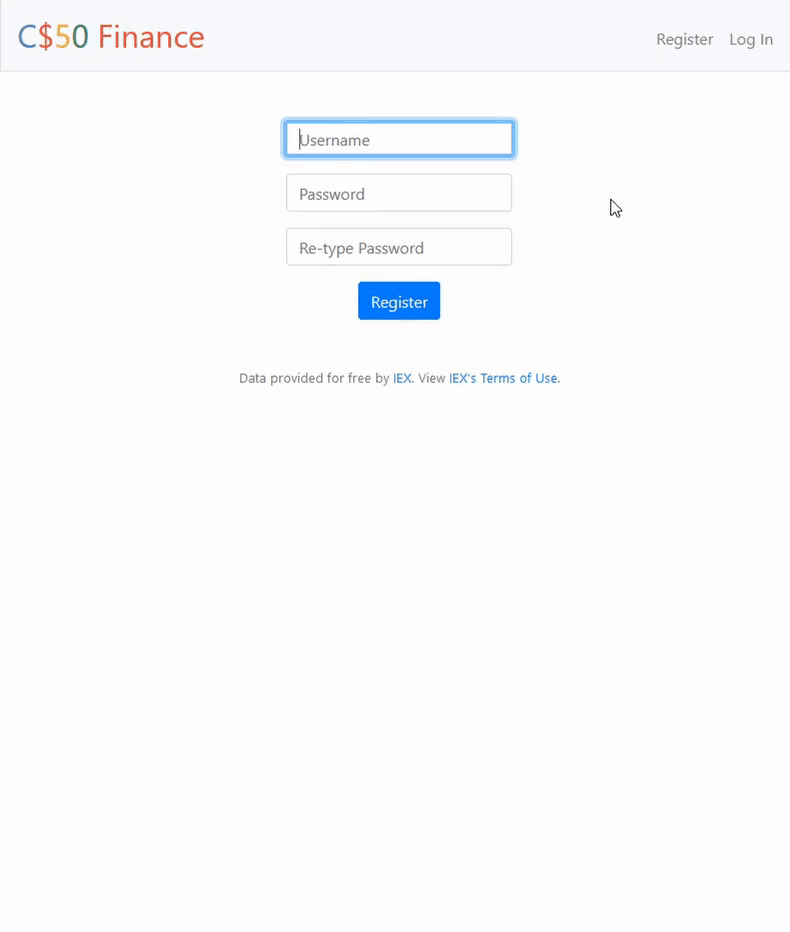 C$50 Finance
Register Log In
Username
Password
Re-type Password
Register
Data provided for free by IEX. View IEX's Terms of Use.